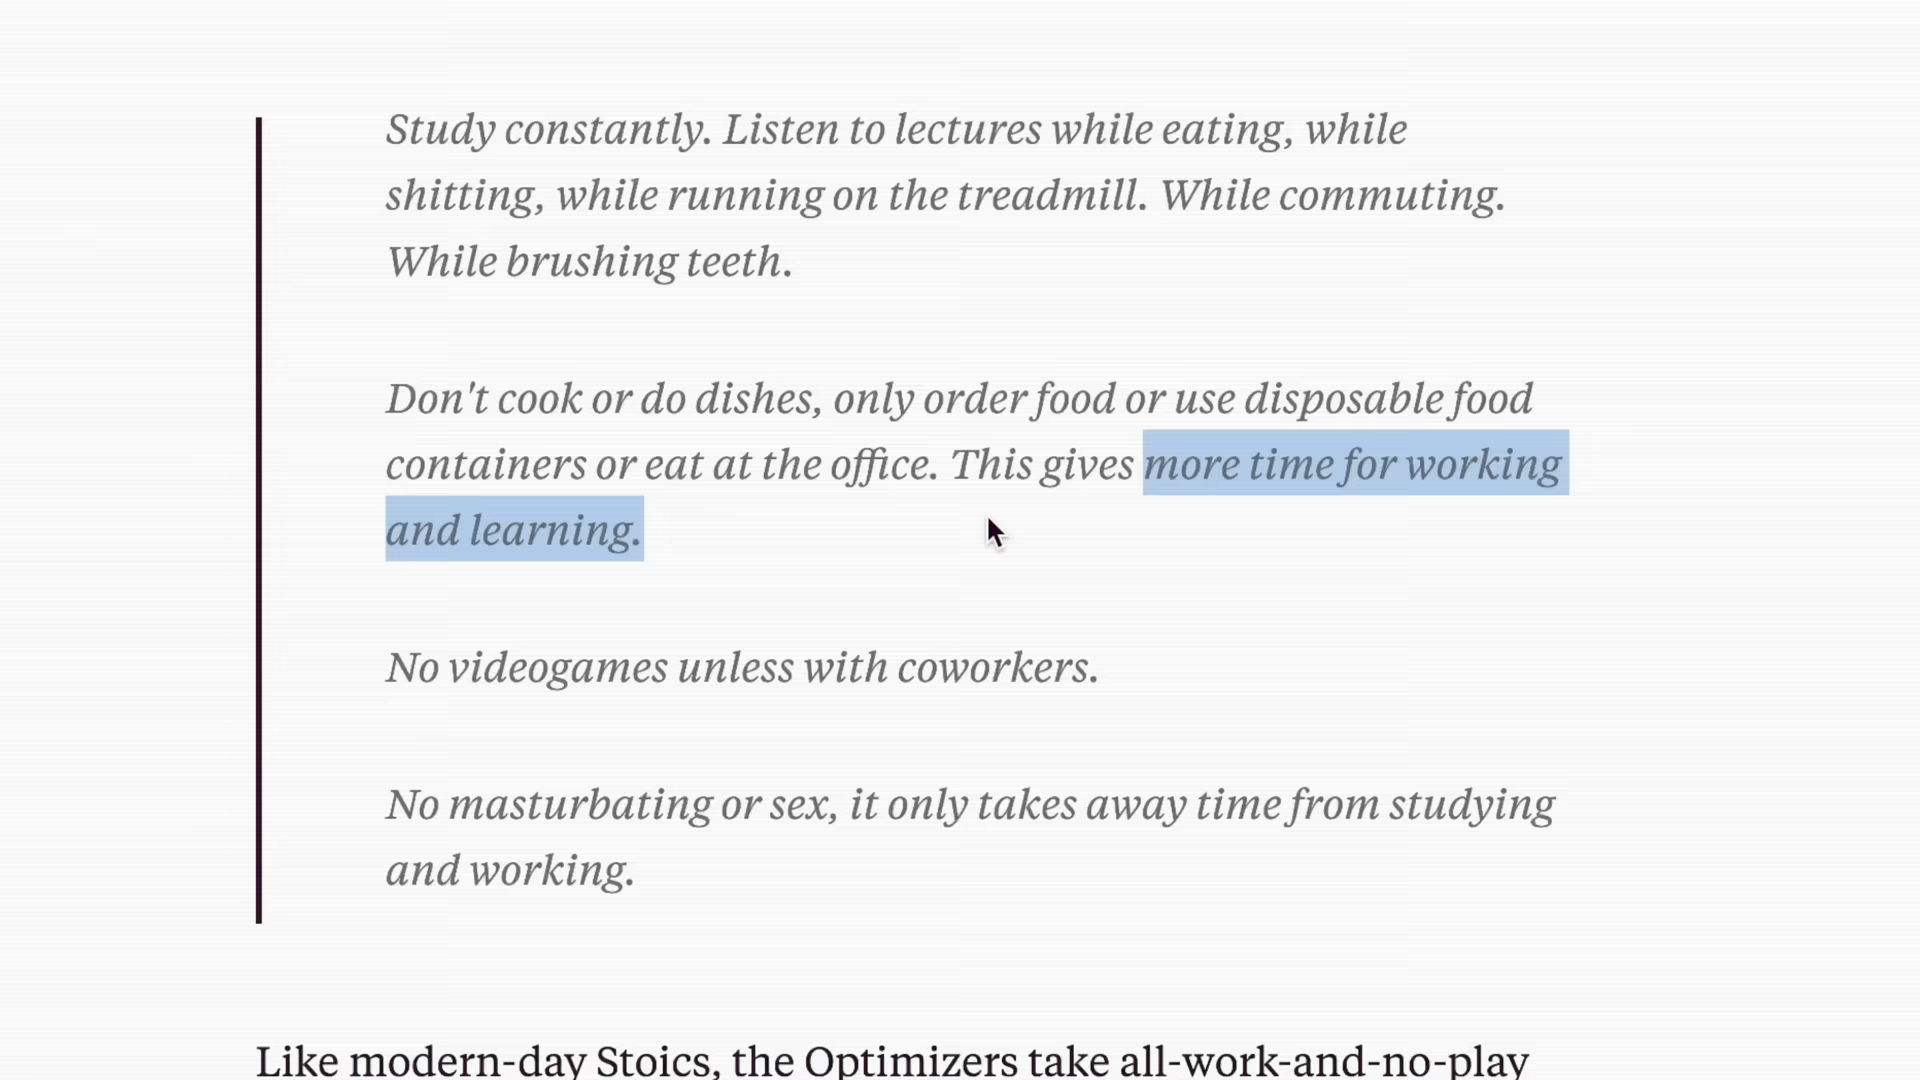 Study constantly. Listen to lectures while eating, while
shitting, while running on the treadmill. While commuting.
While brushing teeth.
Don't cook or do dishes, only order food or use disposable food
containers or eat at the office. This gives more time for working
and learning.
No videogames unless with coworkers.
No masturbating or sex, it only takes away time from studying
and working.
Like modern-day Stoics, the Optimizers take all-work-and-no-play